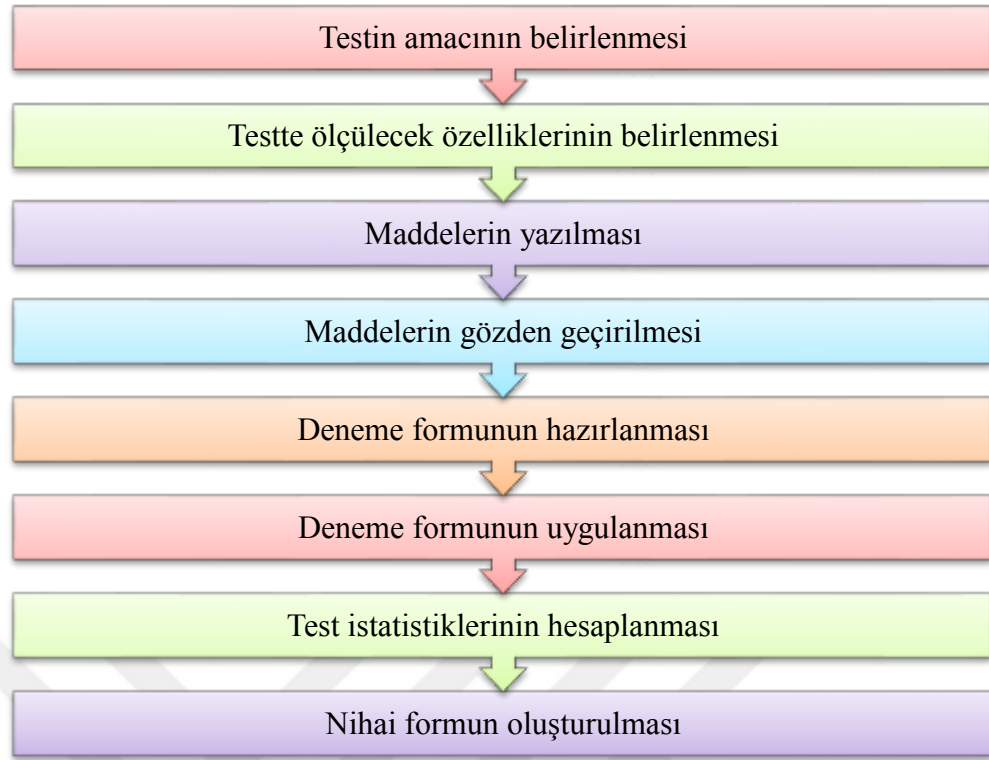 Testin amacının belirlenmesi
Testte ölçülecek özelliklerinin belirlenmesi
Maddelerin yazılması
Maddelerin gözden geçirilmesi
Deneme formunun hazırlanması
Deneme formunun uygulanması
Test istatistiklerinin hesaplanması
Nihai formun oluşturulması